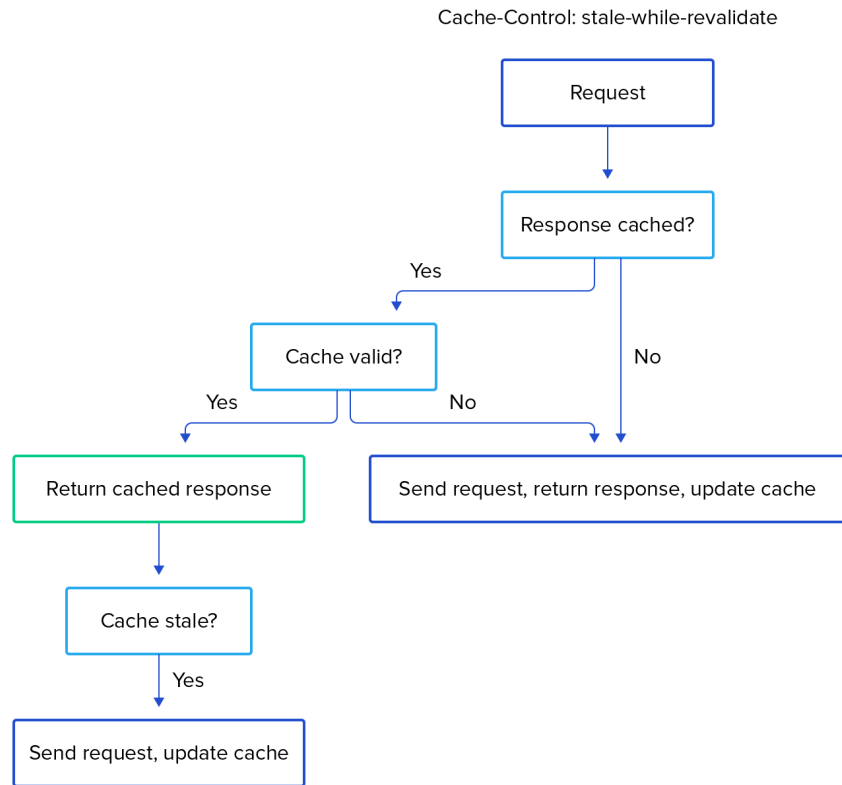 Cache-Control: stale-while-revalidate
Request
Response cached?
Yes
No
Cache valid?
Yes
No
Return cached response
Send request, return response, update cache
Cache stale?
Yes
Send request, update cache